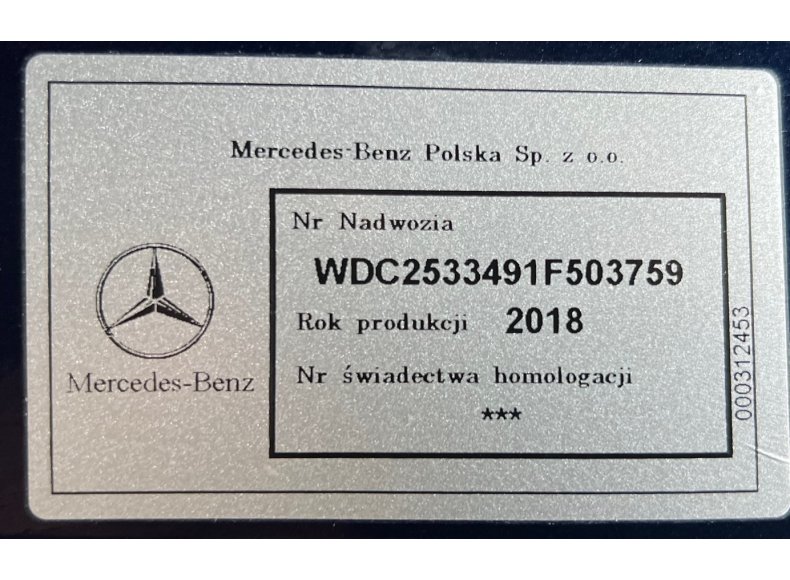 Mercedes-Benz Polska Sp. z o.o.
Nr Nadwozia
WDC2533491F503759
Rok produkcji 2018
Nr świadectwa homologacji
***
Mercedes-Benz
000312453